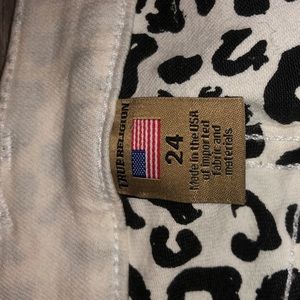 TRUE RELIGION
24
Made in the USA
of imported
fabric and
materials